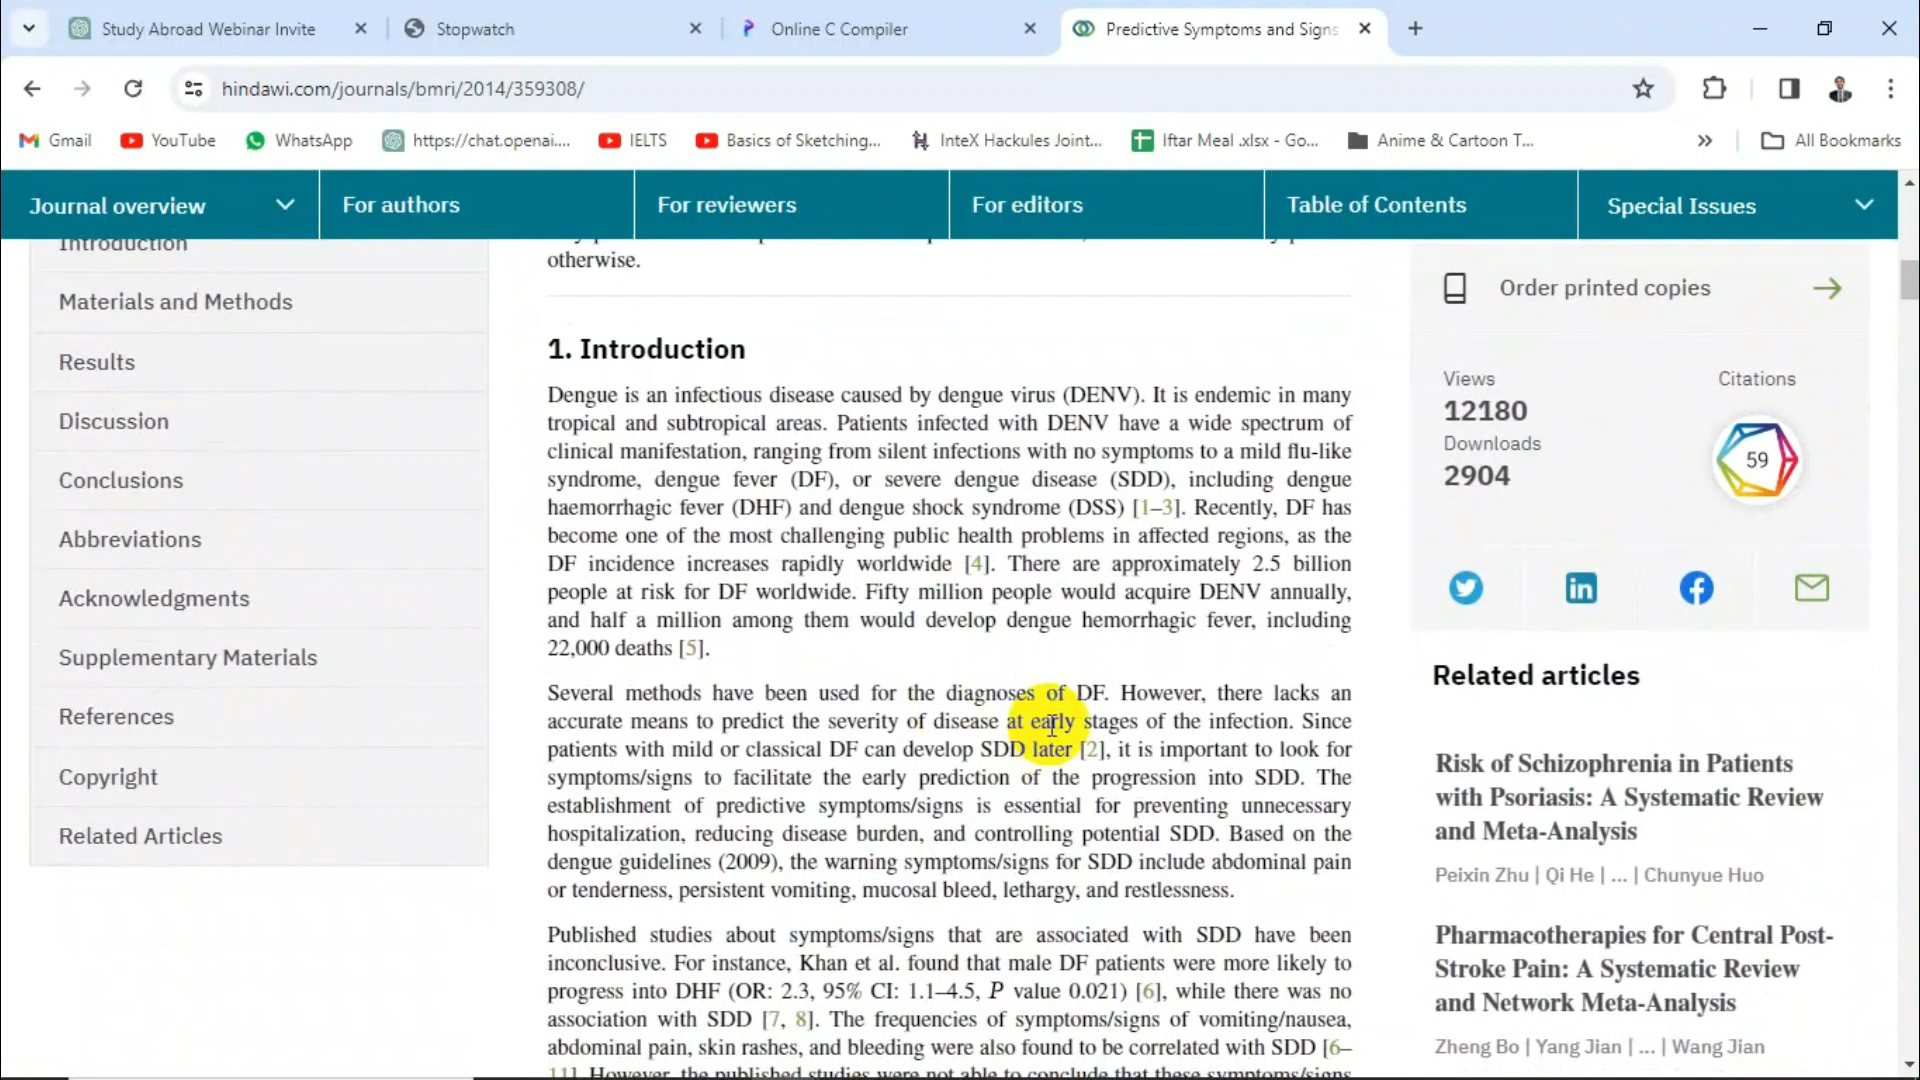 Study Abroad Webinar Invite
Stopwatch
Online C Compiler
Predictive Symptoms and Signs
hindawi.com/journals/bmri/2014/359308/
Gmail
YouTube
WhatsApp
https://chat.openai....
IELTS
Basics of Sketching...
InteX Hackules Joint...
Iftar Meal .xlsx - Go...
Anime & Cartoon T...
All Bookmarks
Journal overview
For authors
For reviewers
For editors
Table of Contents
Special Issues
Introduction
Materials and Methods
Results
Discussion
Conclusions
Abbreviations
Acknowledgments
Supplementary Materials
References
Copyright
Related Articles
otherwise.
1. Introduction
Dengue is an infectious disease caused by dengue virus (DENV). It is endemic in many
tropical and subtropical areas. Patients infected with DENV have a wide spectrum of
clinical manifestation, ranging from silent infections with no symptoms to a mild flu-like
syndrome, dengue fever (DF), or severe dengue disease (SDD), including dengue
haemorrhagic fever (DHF) and dengue shock syndrome (DSS) [1–3]. Recently, DF has
become one of the most challenging public health problems in affected regions, as the
DF incidence increases rapidly worldwide [4]. There are approximately 2.5 billion
people at risk for DF worldwide. Fifty million people would acquire DENV annually,
and half a million among them would develop dengue hemorrhagic fever, including
22,000 deaths [5].
Several methods have been used for the diagnoses of DF. However, there lacks an
accurate means to predict the severity of disease at early stages of the infection. Since
patients with mild or classical DF can develop SDD later [2], it is important to look for
symptoms/signs to facilitate the early prediction of the progression into SDD. The
establishment of predictive symptoms/signs is essential for preventing unnecessary
hospitalization, reducing disease burden, and controlling potential SDD. Based on the
dengue guidelines (2009), the warning symptoms/signs for SDD include abdominal pain
or tenderness, persistent vomiting, mucosal bleed, lethargy, and restlessness.
Published studies about symptoms/signs that are associated with SDD have been
inconclusive. For instance, Khan et al. found that male DF patients were more likely to
progress into DHF (OR: 2.3, 95% CI: 1.1–4.5, P value 0.021) [6], while there was no
association with SDD [7, 8]. The frequencies of symptoms/signs of vomiting/nausea,
abdominal pain, skin rashes, and bleeding were also found to be correlated with SDD [6–
11]. However, the published studies were not able to conclude that these symptoms/signs
Order printed copies
Views
12180
Downloads
2904
Citations
59
Related articles
Risk of Schizophrenia in Patients
with Psoriasis: A Systematic Review
and Meta-Analysis
Peixin Zhu | Qi He | ... | Chunyue Huo
Pharmacotherapies for Central Post-
Stroke Pain: A Systematic Review
and Network Meta-Analysis
Zheng Bo | Yang Jian | ... | Wang Jian